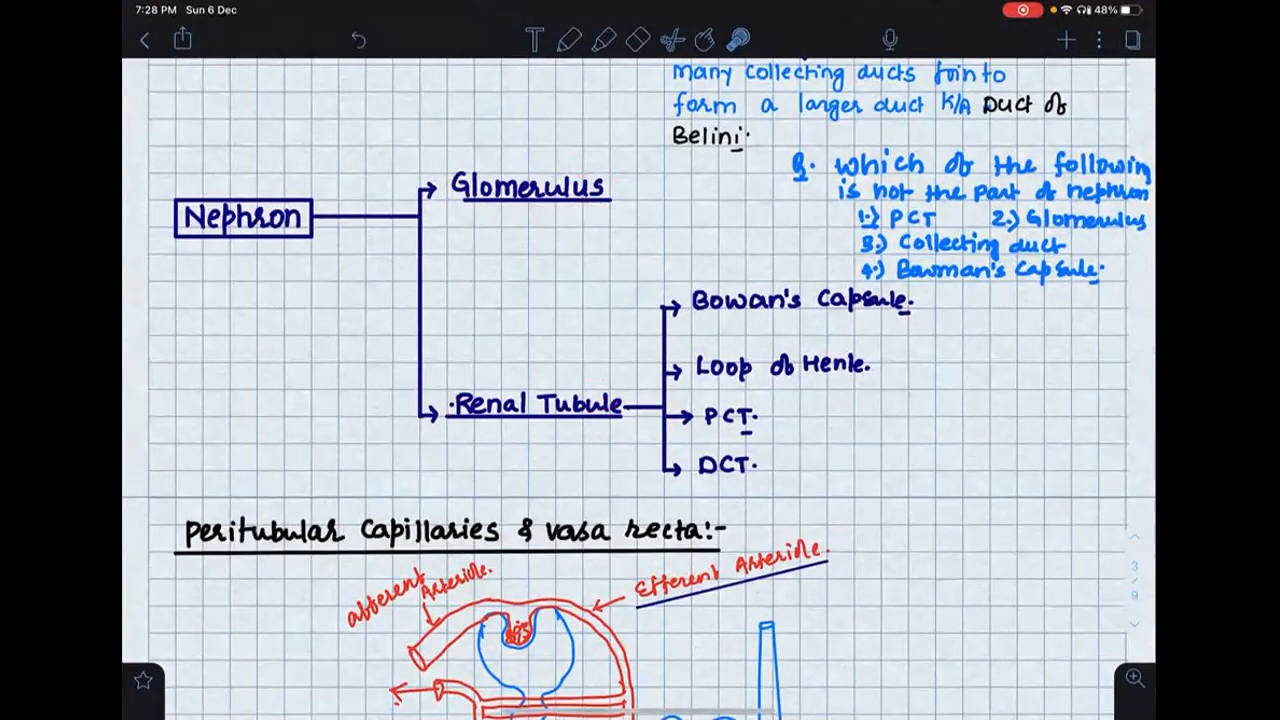 7:28 PM Sun 6 Dec
48%
many collecting ducts join to
form a larger duct K/A Duct of
Belini.
Q. which of the following
is not the part of nephron
1.) PCT 2.) Glomerulus
3.) Collecting duct
4.) Bowman's Capsule.
Nephron
Glomerulus
Bowan's Capsule.
Loop of Henle.
Renal Tubule
PCT.
DCT.
Peritubular Capillaries & vasa recta:-
afferent
Arteriole.
Efferent Arteriole.
3
/
9